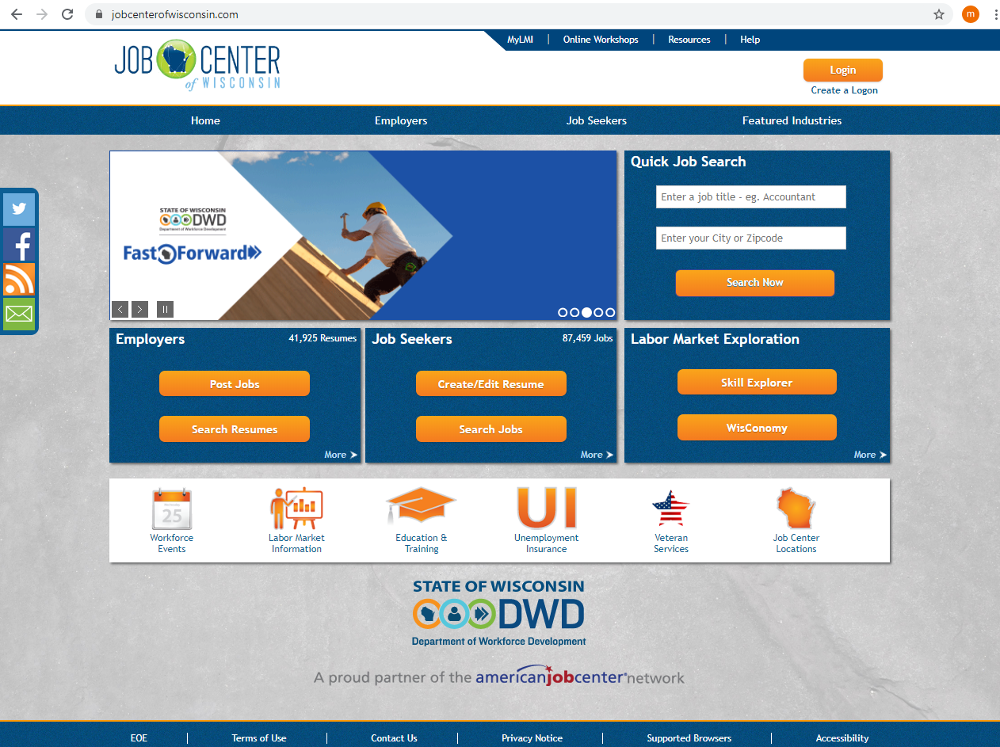 jobcenterofwisconsin.com
m
MyLMI | Online Workshops | Resources | Help
JOB CENTER
of WISCONSIN
Login
Create a Logon
Home Employers Job Seekers Featured Industries
STATE OF WISCONSIN
DWD
Department of Workforce Development
Fast Forward
Quick Job Search
Enter a job title - eg. Accountant
Enter your City or Zipcode
Search Now
Employers 41,925 Resumes
Post Jobs
Search Resumes
More
Job Seekers 87,459 Jobs
Create/Edit Resume
Search Jobs
More
Labor Market Exploration
Skill Explorer
WisConomy
More
25
Workforce
Events
Labor Market
Information
Education &
Training
UI
Unemployment
Insurance
Veteran
Services
Job Center
Locations
STATE OF WISCONSIN
DWD
Department of Workforce Development
A proud partner of the americanjobcenter® network
EOE | Terms of Use | Contact Us | Privacy Notice | Supported Browsers | Accessibility